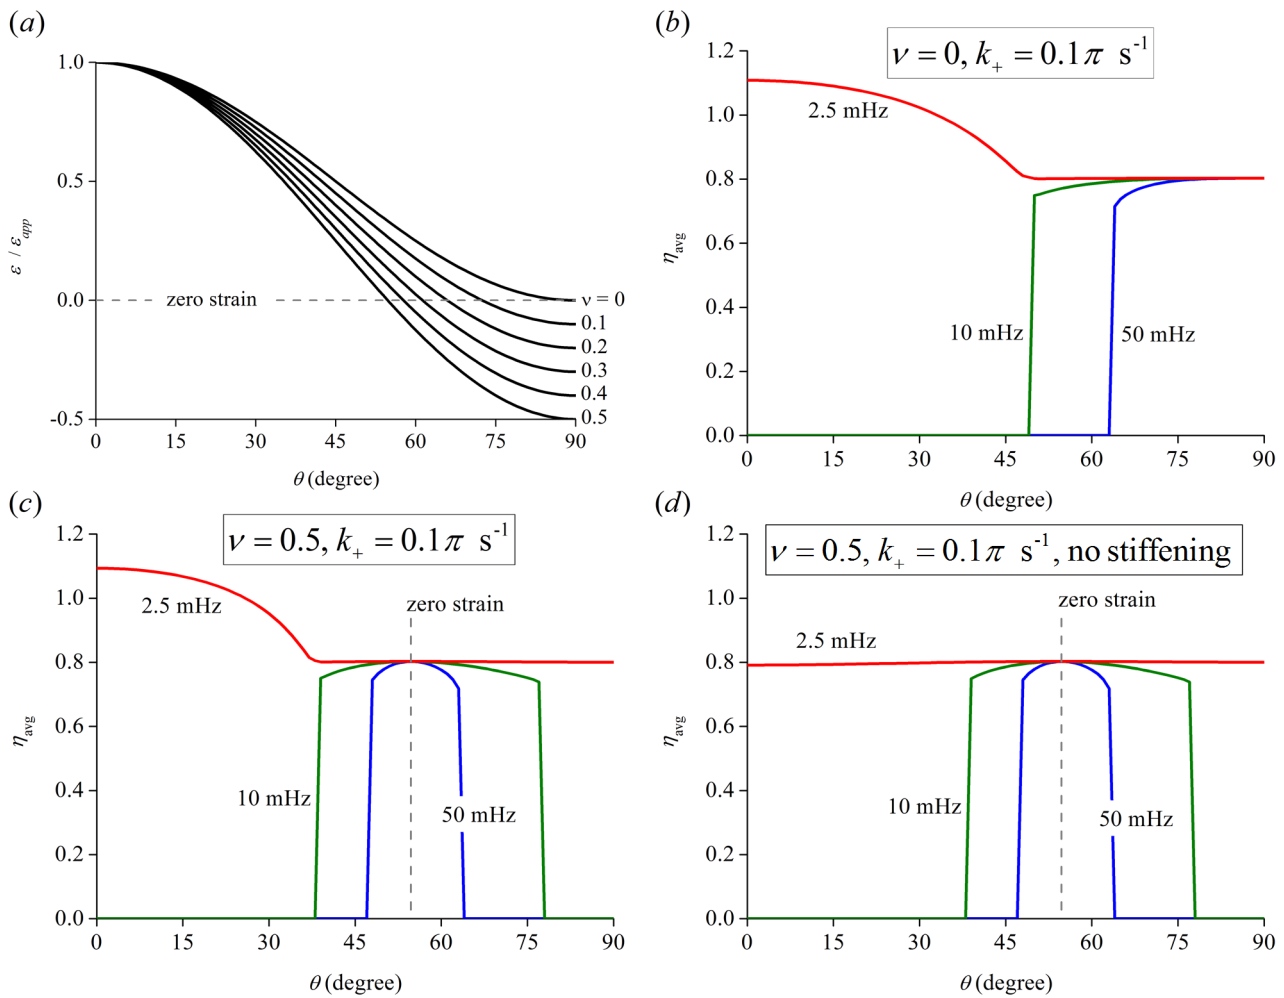 (a)
1.0
0.5
0.0
-0.5
ε / εapp
zero strain
ν = 0
0.1
0.2
0.3
0.4
0.5
0 15 30 45 60 75 90
θ (degree)
(b)
ν = 0, k+ = 0.1π s-1
1.2
1.0
0.8
0.6
0.4
0.2
0.0
ηavg
2.5 mHz
10 mHz
50 mHz
0 15 30 45 60 75 90
θ (degree)
(c)
ν = 0.5, k+ = 0.1π s-1
1.2
1.0
0.8
0.6
0.4
0.2
0.0
ηavg
zero strain
2.5 mHz
10 mHz
50 mHz
0 15 30 45 60 75 90
θ (degree)
(d)
ν = 0.5, k+ = 0.1π s-1, no stiffening
1.2
1.0
0.8
0.6
0.4
0.2
0.0
ηavg
zero strain
2.5 mHz
10 mHz
50 mHz
0 15 30 45 60 75 90
θ (degree)